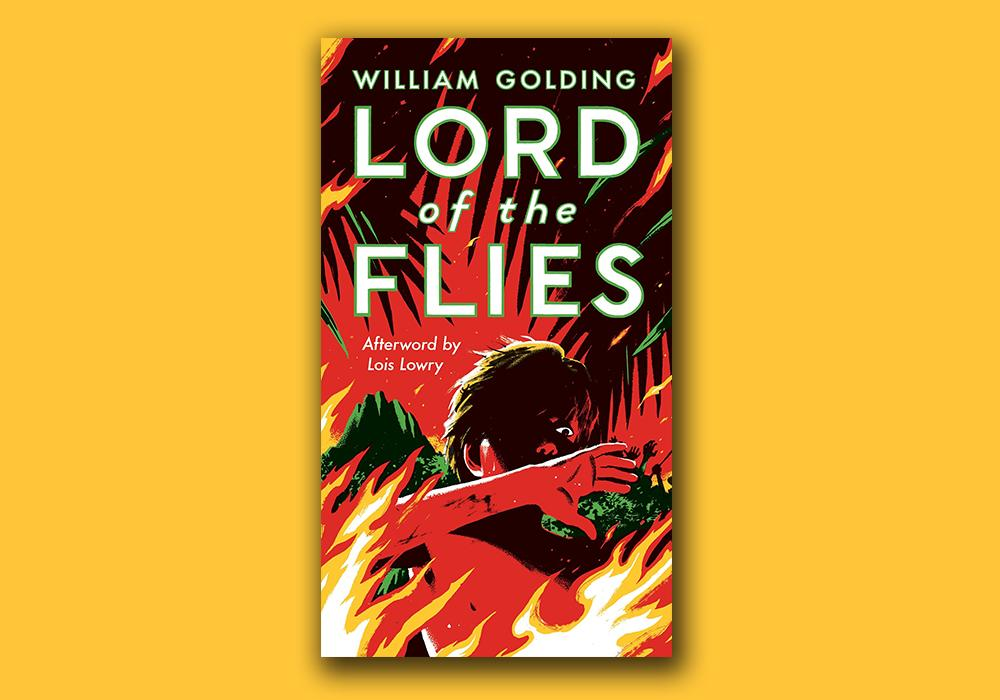 WILLIAM GOLDING
LORD
of the
FLIES
Afterword by
Lois Lowry